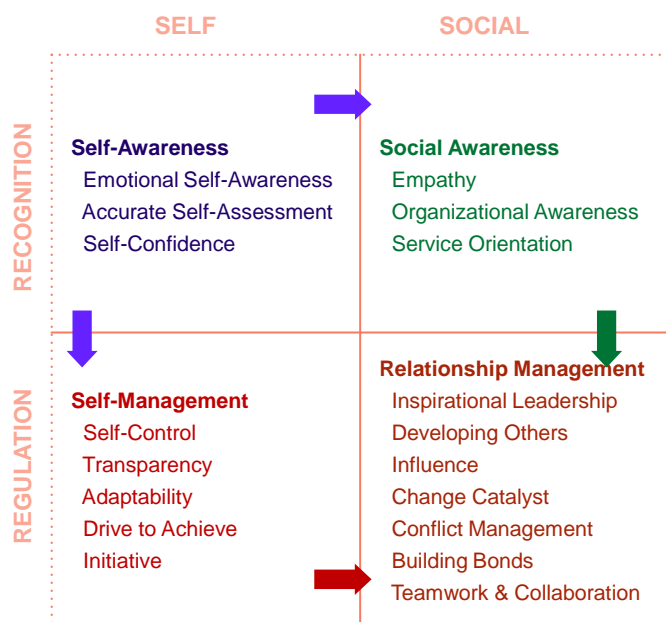 SELF
SOCIAL
RECOGNITION
Self-Awareness
Emotional Self-Awareness
Accurate Self-Assessment
Self-Confidence
Social Awareness
Empathy
Organizational Awareness
Service Orientation
REGULATION
Self-Management
Self-Control
Transparency
Adaptability
Drive to Achieve
Initiative
Relationship Management
Inspirational Leadership
Developing Others
Influence
Change Catalyst
Conflict Management
Building Bonds
Teamwork & Collaboration